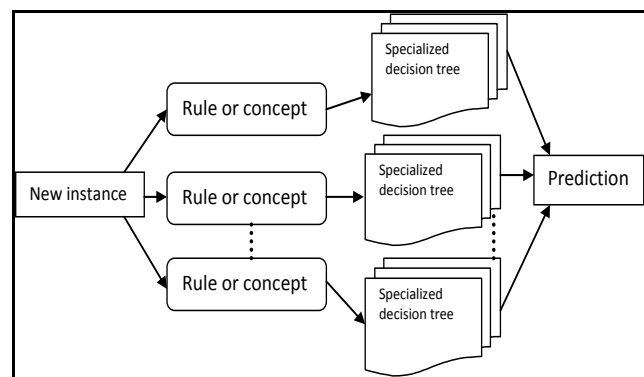 Specialized
decision tree
Rule or concept
New instance
Rule or concept
Specialized
decision tree
Prediction
Rule or concept
Specialized
decision tree